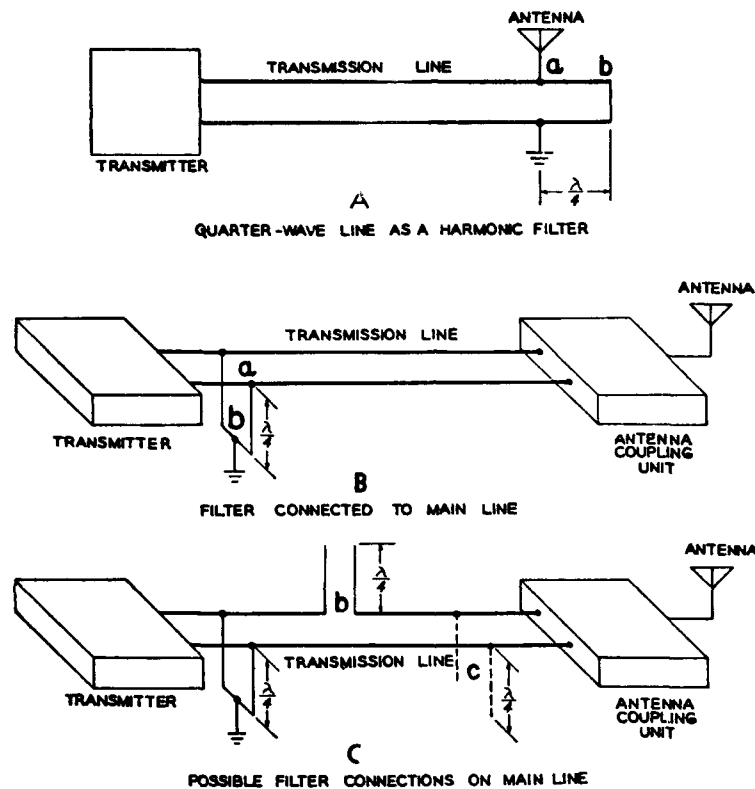 ANTENNA
TRANSMISSION LINE
a b
TRANSMITTER
λ/4
A
QUARTER-WAVE LINE AS A HARMONIC FILTER
ANTENNA
TRANSMISSION LINE
a
b
λ/4
TRANSMITTER
ANTENNA
COUPLING
UNIT
B
FILTER CONNECTED TO MAIN LINE
ANTENNA
λ/4
b
TRANSMISSION LINE
c
λ/4
λ/4
TRANSMITTER
ANTENNA
COUPLING
UNIT
C
POSSIBLE FILTER CONNECTIONS ON MAIN LINE